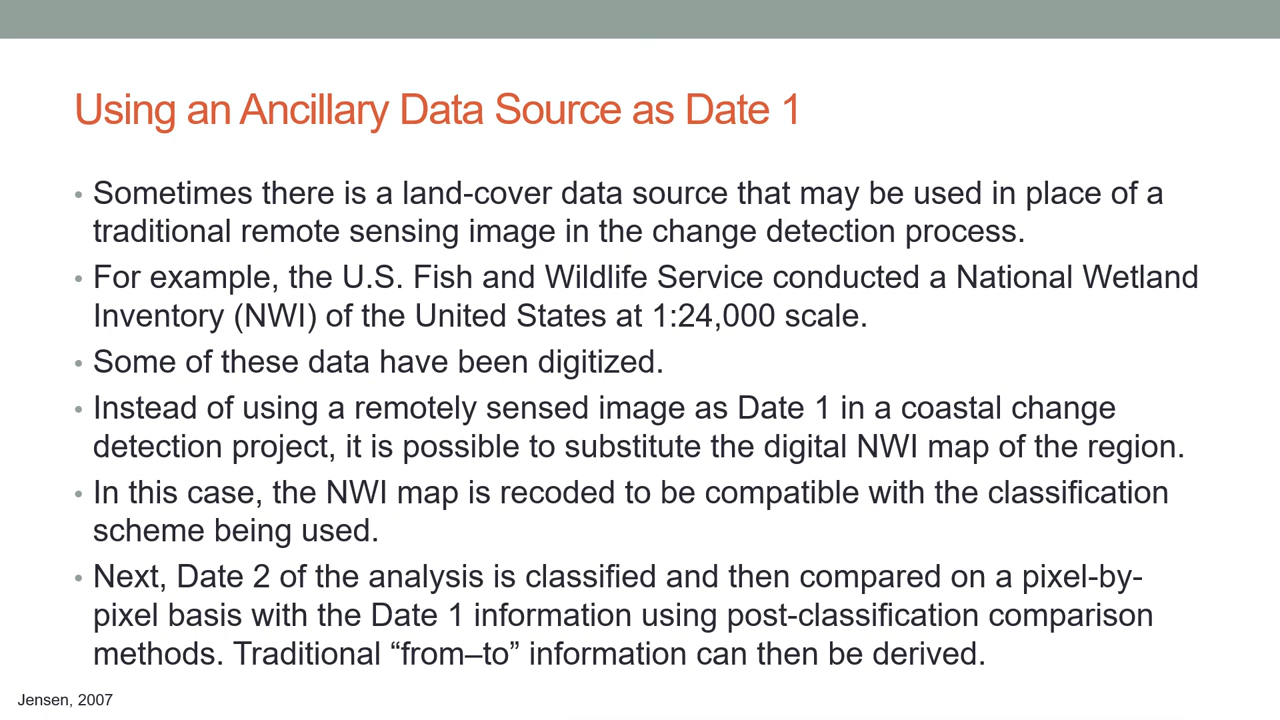 Using an Ancillary Data Source as Date 1
• Sometimes there is a land-cover data source that may be used in place of a
traditional remote sensing image in the change detection process.
• For example, the U.S. Fish and Wildlife Service conducted a National Wetland
Inventory (NWI) of the United States at 1:24,000 scale.
• Some of these data have been digitized.
• Instead of using a remotely sensed image as Date 1 in a coastal change
detection project, it is possible to substitute the digital NWI map of the region.
• In this case, the NWI map is recoded to be compatible with the classification
scheme being used.
• Next, Date 2 of the analysis is classified and then compared on a pixel-by-
pixel basis with the Date 1 information using post-classification comparison
methods. Traditional “from–to” information can then be derived.
Jensen, 2007